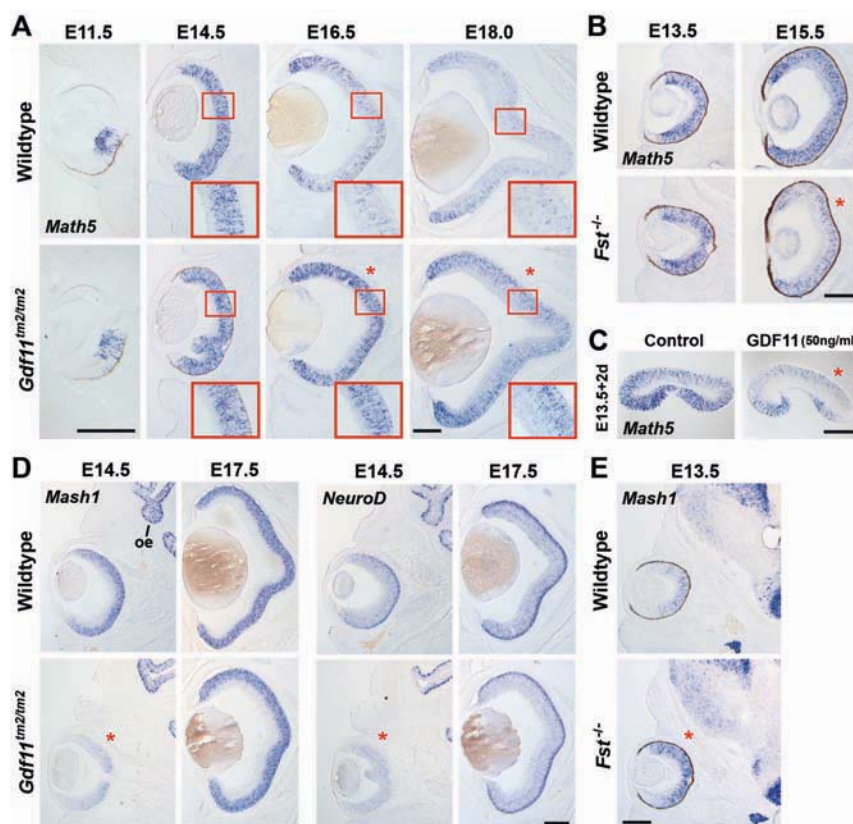 A
E11.5 E14.5 E16.5 E18.0
Wildtype
Math5
Gdf11tm2/tm2
* *
B
E13.5 E15.5
Wildtype
Math5
Fst-/-
*
C
Control GDF11 (50ng/ml)
E13.5+2d
Math5
*
D
E14.5 E17.5 E14.5 E17.5
Wildtype
Mash1 NeuroD
oe
Gdf11tm2/tm2
* *
E
E13.5
Wildtype
Mash1
Fst-/-
*